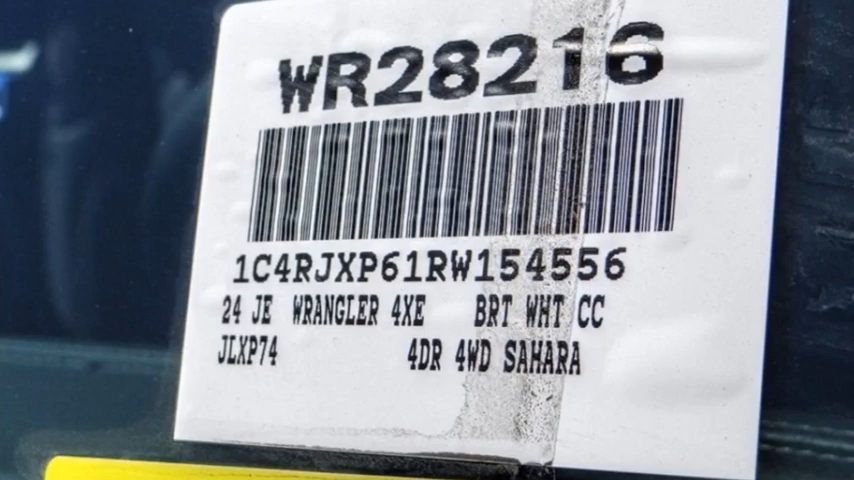 WR28216
1C4RJXP61RW154556
24 JE WRANGLER 4XE BRT WHT CC
JLXP74 4DR 4WD SAHARA